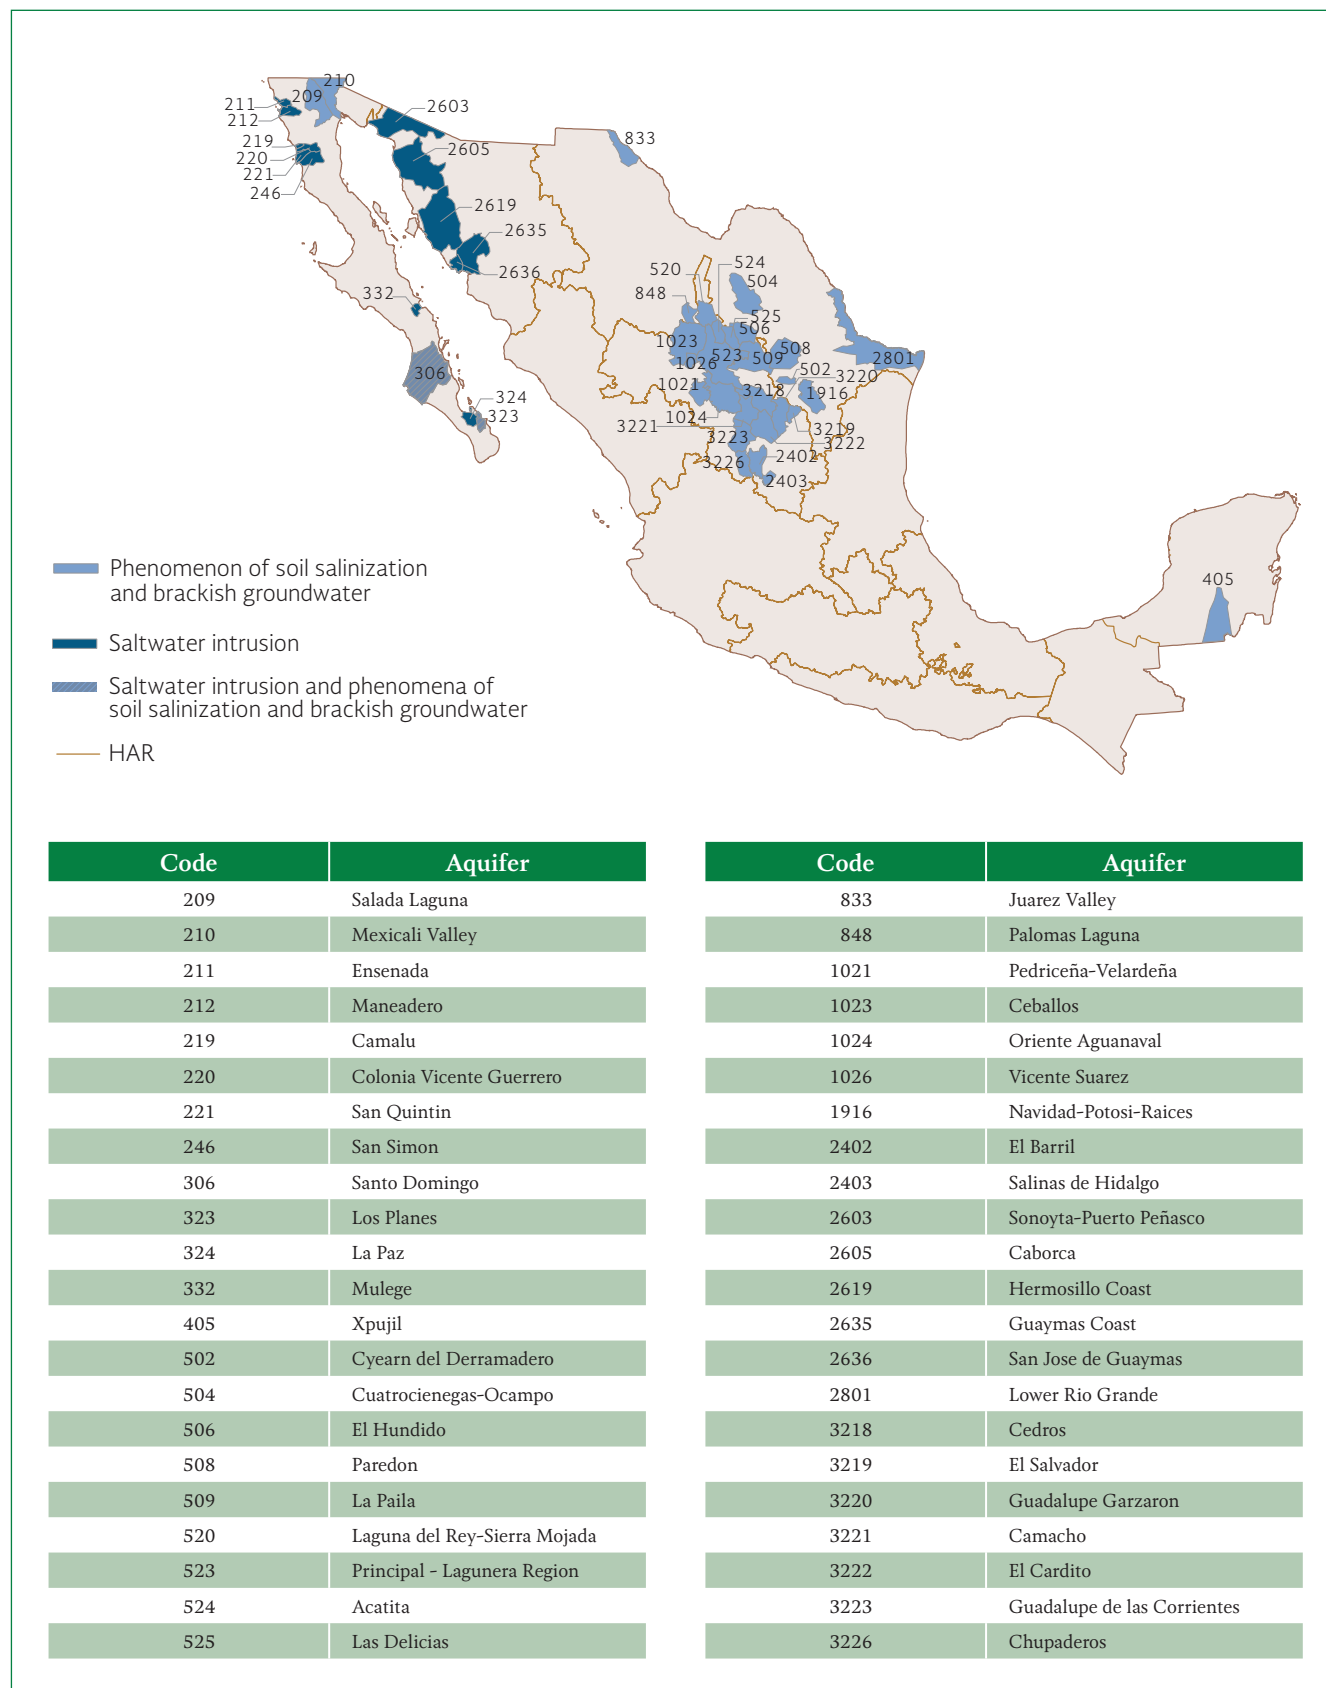 210
209
211
212
2603
833
219
2605
220
221
246
2619
2635
524
520
2636
504
332
848
525
506
1023
508
523
509
2801
1026
502
306
3220
1021
3218
1916
324
323
1024
3221
3219
3223
3222
2402
3226
2403
405
Phenomenon of soil salinization
and brackish groundwater
Saltwater intrusion
Saltwater intrusion and phenomena of
soil salinization and brackish groundwater
HAR
Code Aquifer
209 Salada Laguna
210 Mexicali Valley
211 Ensenada
212 Maneadero
219 Camalu
220 Colonia Vicente Guerrero
221 San Quintin
246 San Simon
306 Santo Domingo
323 Los Planes
324 La Paz
332 Mulege
405 Xpujil
502 Cyearn del Derramadero
504 Cuatrocienegas-Ocampo
506 El Hundido
508 Paredon
509 La Paila
520 Laguna del Rey-Sierra Mojada
523 Principal - Lagunera Region
524 Acatita
525 Las Delicias
Code Aquifer
833 Juarez Valley
848 Palomas Laguna
1021 Pedriceña-Velardeña
1023 Ceballos
1024 Oriente Aguanaval
1026 Vicente Suarez
1916 Navidad-Potosi-Raices
2402 El Barril
2403 Salinas de Hidalgo
2603 Sonoyta-Puerto Peñasco
2605 Caborca
2619 Hermosillo Coast
2635 Guaymas Coast
2636 San Jose de Guaymas
2801 Lower Rio Grande
3218 Cedros
3219 El Salvador
3220 Guadalupe Garzaron
3221 Camacho
3222 El Cardito
3223 Guadalupe de las Corrientes
3226 Chupaderos